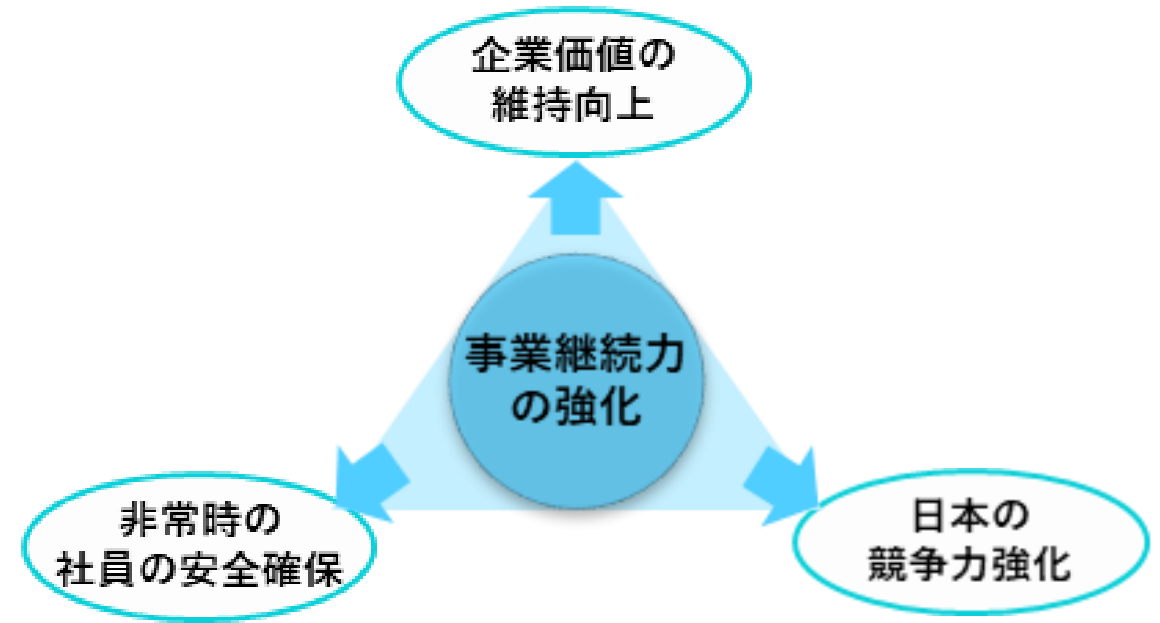 企業価値の
維持向上
事業継続力
の強化
非常時の
社員の安全確保
日本の
競争力強化